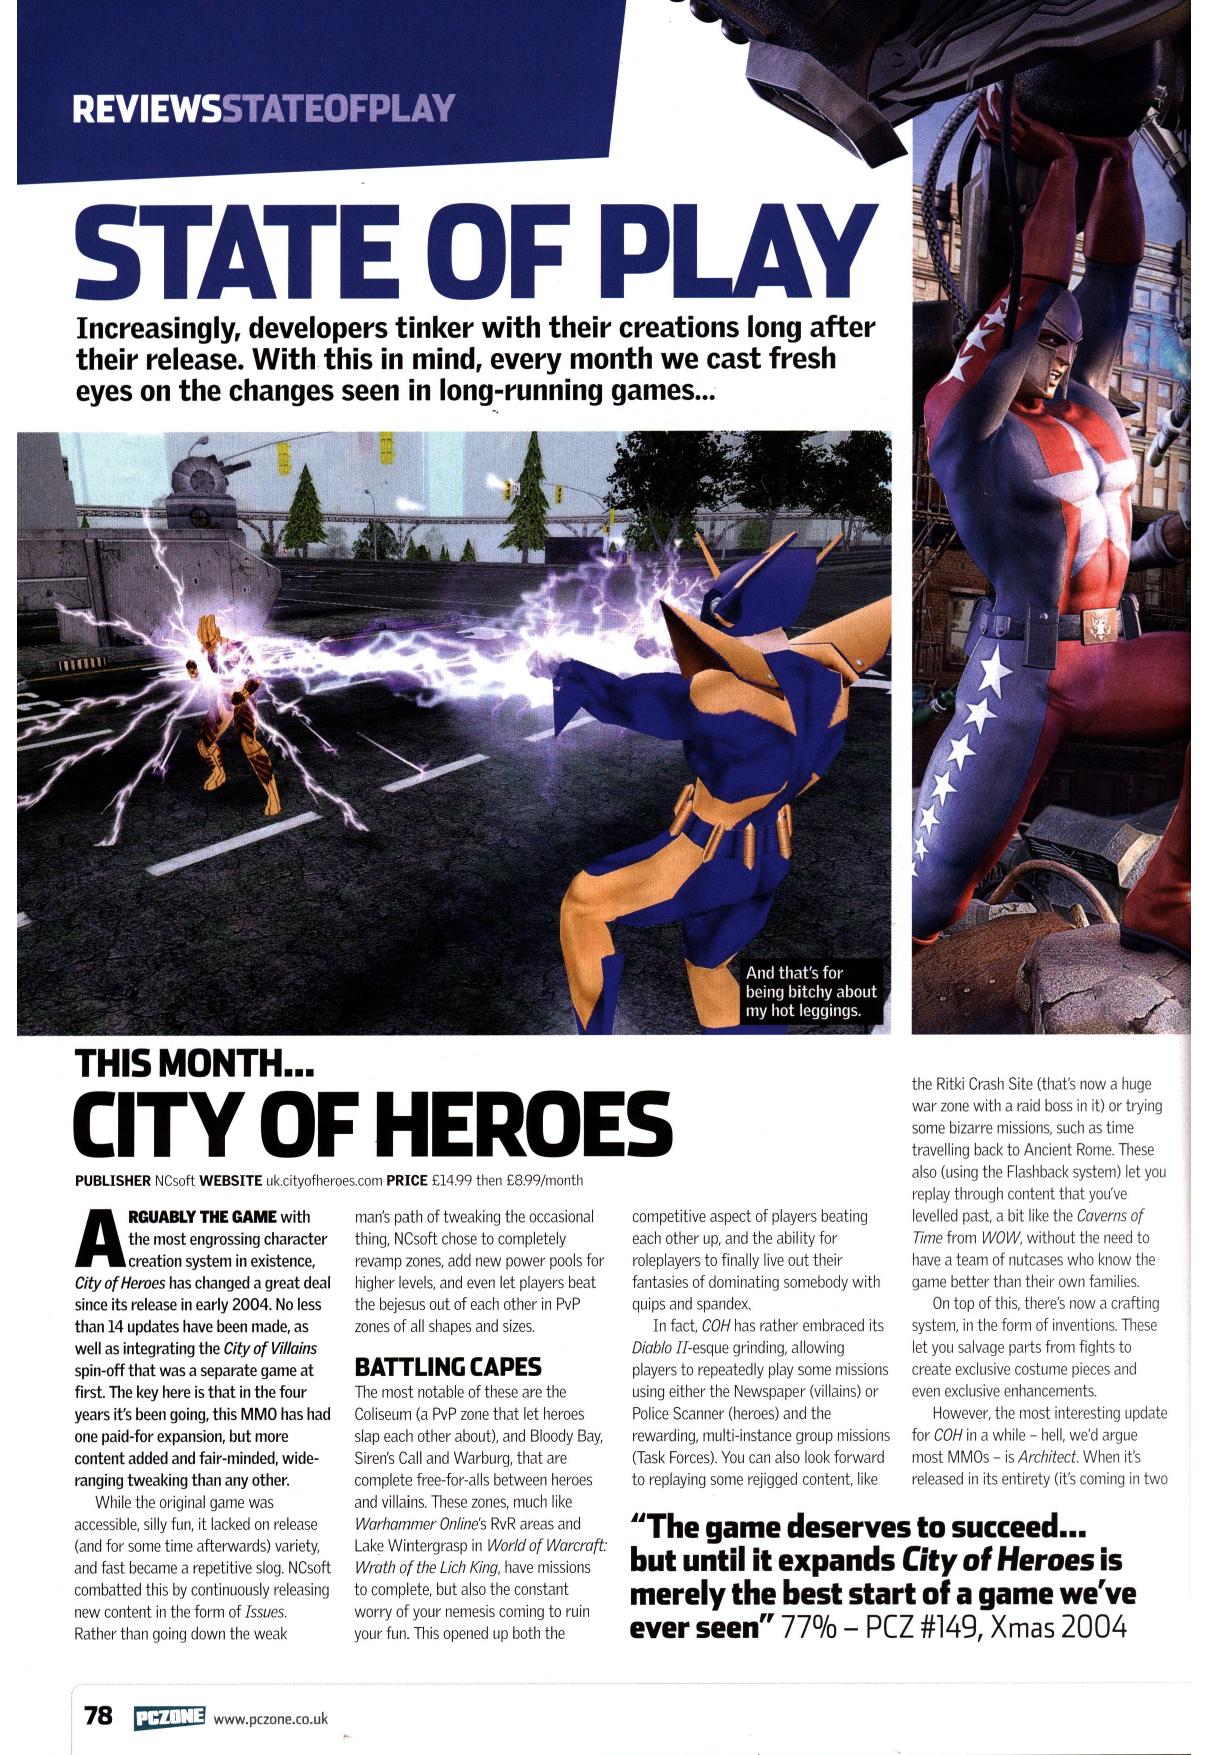 REVIEWSSTATEOFPLAY
STATE OF PLAY
Increasingly, developers tinker with their creations long after
their release. With this in mind, every month we cast fresh
eyes on the changes seen in long-running games...
And that's for
being bitchy about
my hot leggings.
THIS MONTH...
CITY OF HEROES
PUBLISHER NCsoft WEBSITE uk.cityofheroes.com PRICE £14.99 then £8.99/month
ARGUABLY THE GAME with
the most engrossing character
creation system in existence,
City of Heroes has changed a great deal
since its release in early 2004. No less
than 14 updates have been made, as
well as integrating the City of Villains
spin-off that was a separate game at
first. The key here is that in the four
years it's been going, this MMO has had
one paid-for expansion, but more
content added and fair-minded, wide-
ranging tweaking than any other.
While the original game was
accessible, silly fun, it lacked on release
(and for some time afterwards) variety,
and fast became a repetitive slog. NCsoft
combatted this by continuously releasing
new content in the form of Issues.
Rather than going down the weak
man's path of tweaking the occasional
thing, NCsoft chose to completely
revamp zones, add new power pools for
higher levels, and even let players beat
the bejesus out of each other in PvP
zones of all shapes and sizes.
BATTLING CAPES
The most notable of these are the
Coliseum (a PvP zone that let heroes
slap each other about), and Bloody Bay,
Siren's Call and Warburg, that are
complete free-for-alls between heroes
and villains. These zones, much like
Warhammer Online's RvR areas and
Lake Wintergrasp in World of Warcraft:
Wrath of the Lich King, have missions
to complete, but also the constant
worry of your nemesis coming to ruin
your fun. This opened up both the
competitive aspect of players beating
each other up, and the ability for
roleplayers to finally live out their
fantasies of dominating somebody with
quips and spandex.
In fact, COH has rather embraced its
Diablo II-esque grinding, allowing
players to repeatedly play some missions
using either the Newspaper (villains) or
Police Scanner (heroes) and the
rewarding, multi-instance group missions
(Task Forces). You can also look forward
to replaying some rejigged content, like
the Ritki Crash Site (that's now a huge
war zone with a raid boss in it) or trying
some bizarre missions, such as time
travelling back to Ancient Rome. These
also (using the Flashback system) let you
replay through content that you've
levelled past, a bit like the Caverns of
Time from WOW, without the need to
have a team of nutcases who know the
game better than their own families.
On top of this, there's now a crafting
system, in the form of inventions. These
let you salvage parts from fights to
create exclusive costume pieces and
even exclusive enhancements.
However, the most interesting update
for COH in a while – hell, we'd argue
most MMOs – is Architect. When it's
released in its entirety (it's coming in two
"The game deserves to succeed...
but until it expands City of Heroes is
merely the best start of a game we've
ever seen" 77% – PCZ #149, Xmas 2004
78 PCZONE www.pczone.co.uk